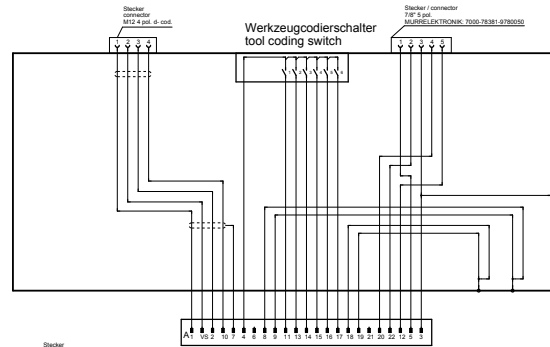 Stecker
connector
M12 4 pol. d- cod.
1 2 3 4
Werkzeugcodierschalter
tool coding switch
1 2 3 4 5 6
Stecker / connector
7/8" 5 pol.
MURRELEKTRONIK: 7000-78381-9780050
1 2 3 4 5
A 1 VS 2 10 7 4 6 8 9 11 13 14 15 16 17 18 19 21 20 22 12 5 3
Stecker